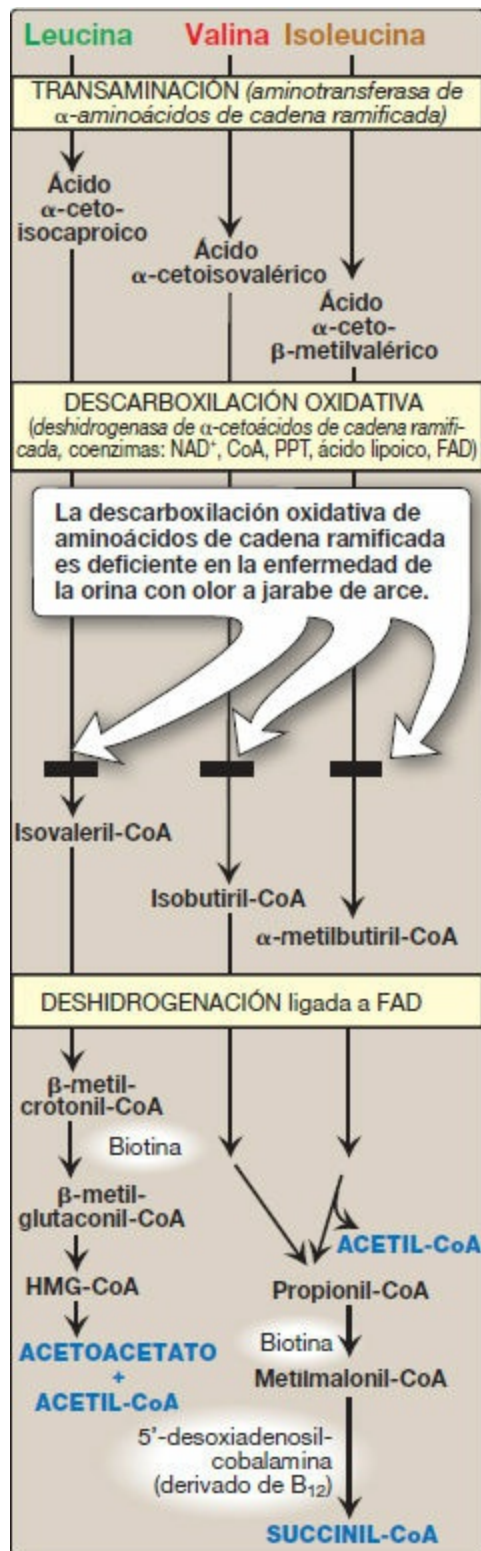 Leucina Valina Isoleucina
TRANSAMINACIÓN (aminotransferasa de
α-aminoácidos de cadena ramificada)
Ácido
α-ceto-
isocaproico
Ácido
α-cetoisovalérico
Ácido
α-ceto-
β-metilvalérico
DESCARBOXILACIÓN OXIDATIVA
(deshidrogenasa de α-cetoácidos de cadena ramifi-
cada, coenzimas: NAD⁺, CoA, PPT, ácido lipoico, FAD)
La descarboxilación oxidativa de
aminoácidos de cadena ramificada
es deficiente en la enfermedad de
la orina con olor a jarabe de arce.
Isovaleril-CoA
Isobutiril-CoA
α-metilbutiril-CoA
DESHIDROGENACIÓN ligada a FAD
β-metil-
crotonil-CoA
Biotina
β-metil-
glutaconil-CoA
HMG-CoA
ACETOACETATO
+
ACETIL-CoA
ACETIL-CoA
Propionil-CoA
Biotina
Metilmalonil-CoA
5'-desoxiadenosil-
cobalamina
(derivado de B₁₂)
SUCCINIL-CoA